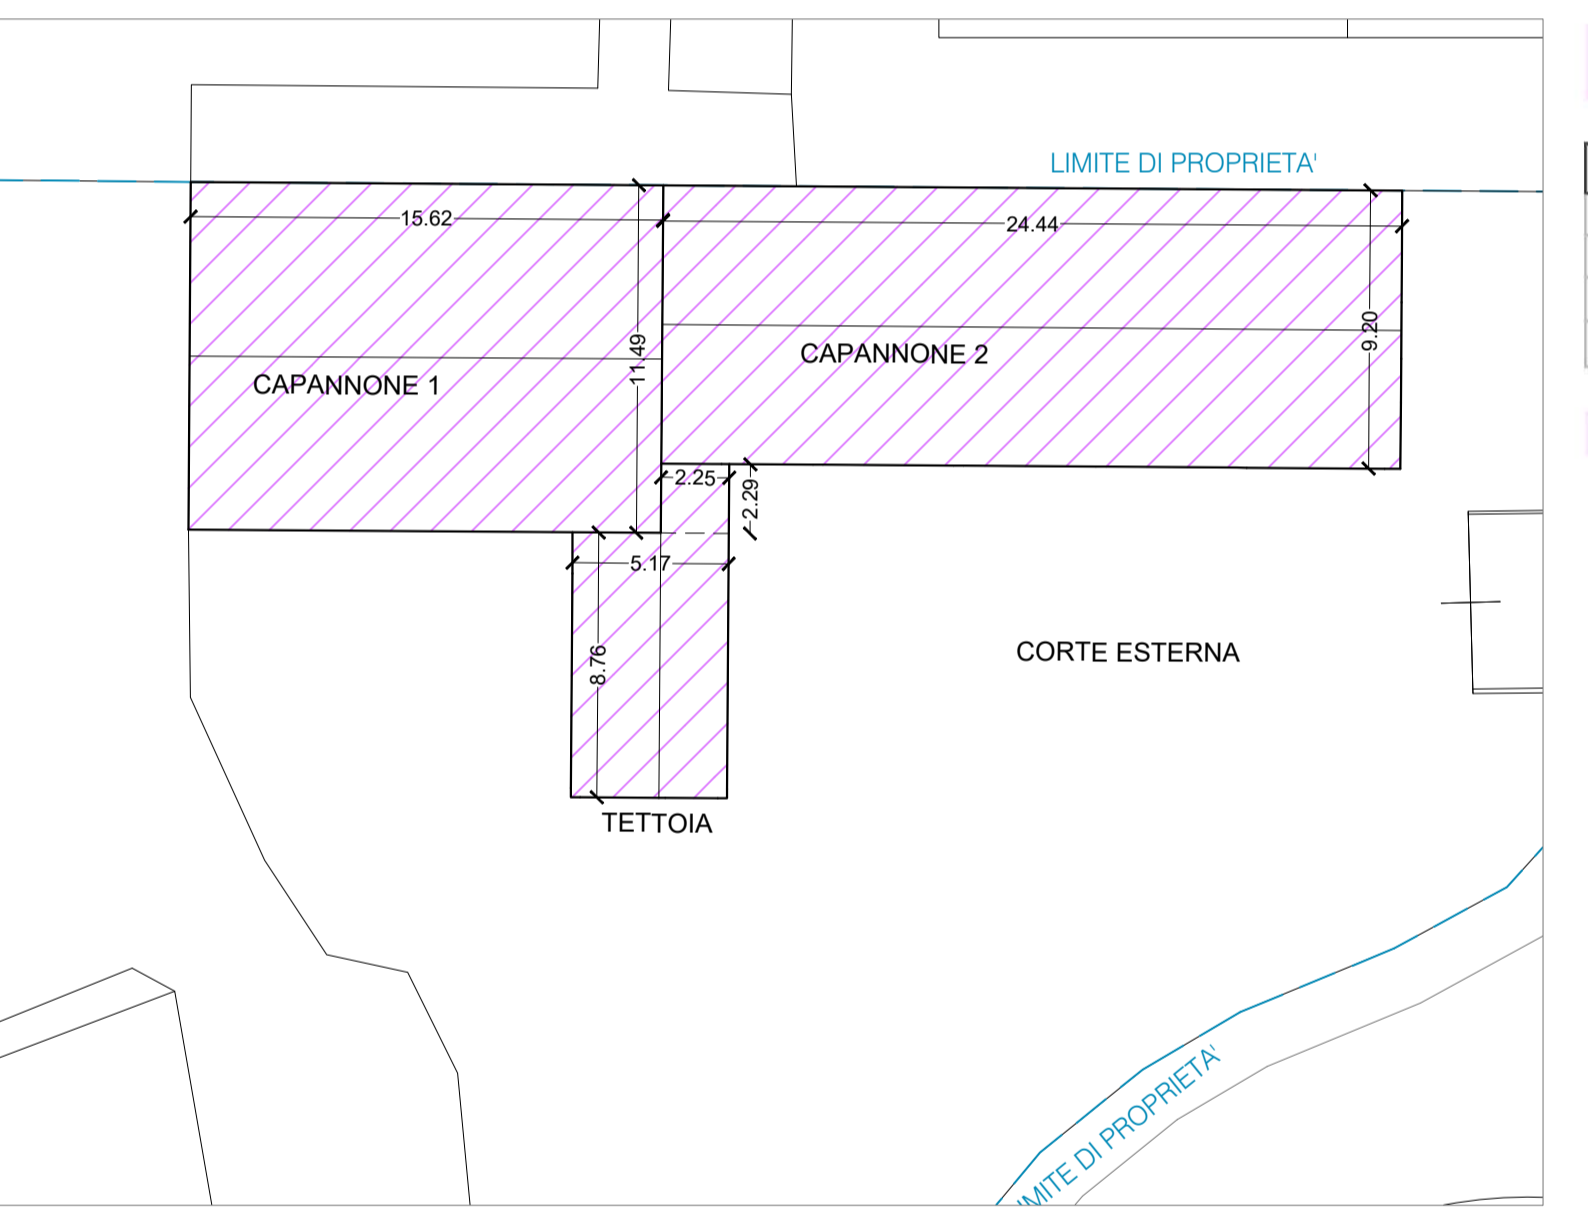 LIMITE DI PROPRIETA'
15.62
24.44
11.49
9.20
CAPANNONE 2
CAPANNONE 1
2.25
2.29
5.17
8.76
CORTE ESTERNA
TETTOIA
IMITE DI PROPRIETA'